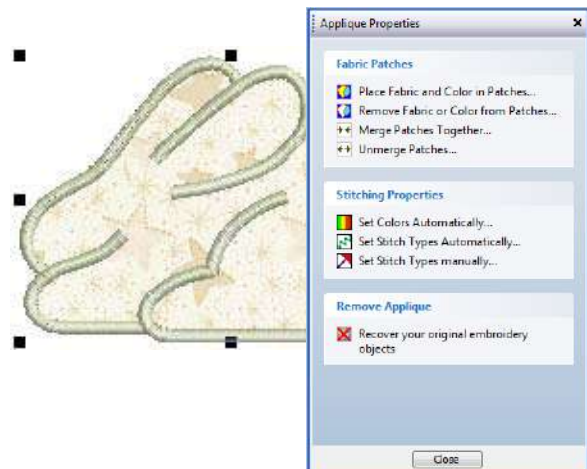 Applique Properties
Fabric Patches
Place Fabric and Color in Patches...
Remove Fabric or Color from Patches...
Merge Patches Together...
Unmerge Patches...
Stitching Properties
Set Colors Automatically...
Set Stitch Types Automatically...
Set Stitch Types manually...
Remove Applique
Recover your original embroidery
objects
Close